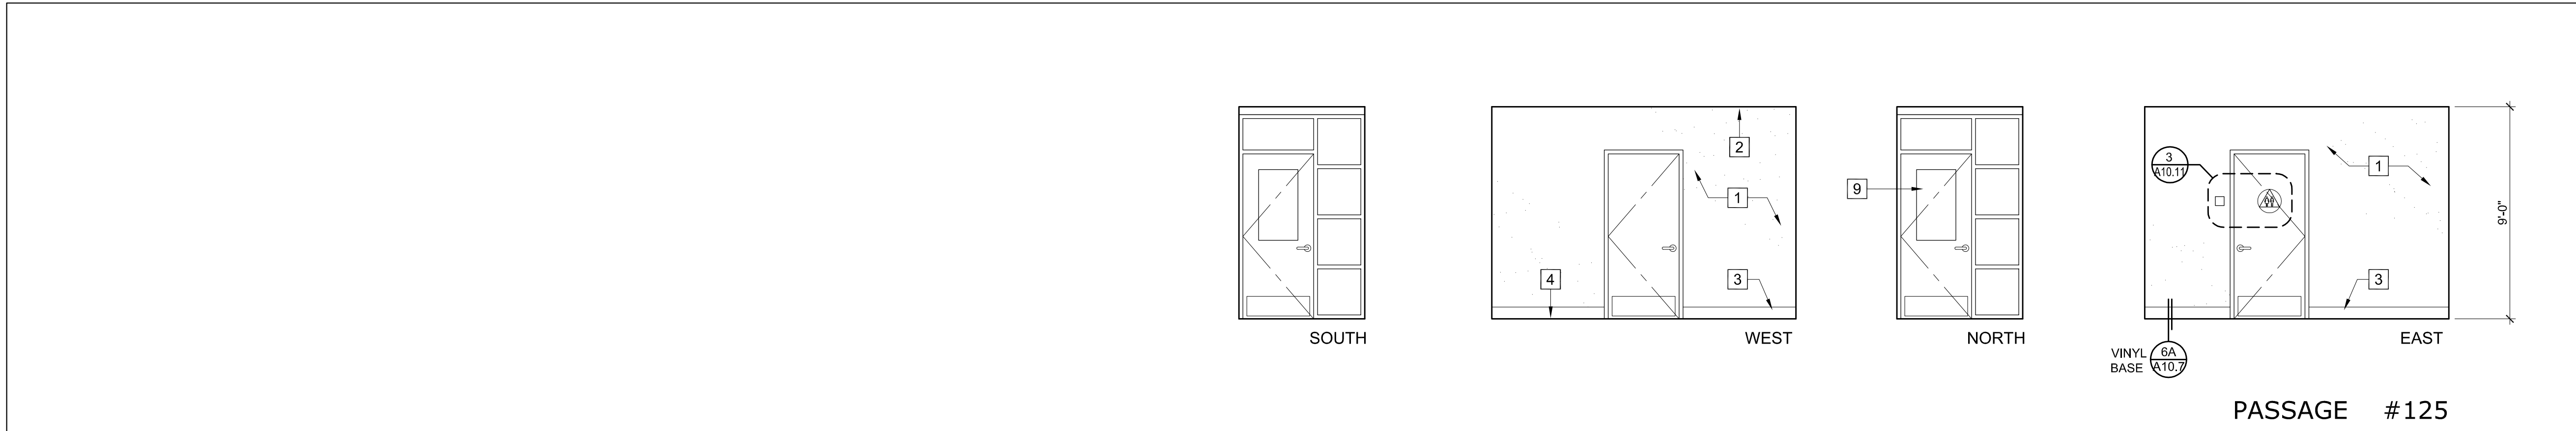 2
3
A10.11
1
9
1
9'-0"
4
3
3
SOUTH
WEST
NORTH
EAST
VINYL
BASE
6A
A10.7
PASSAGE #125